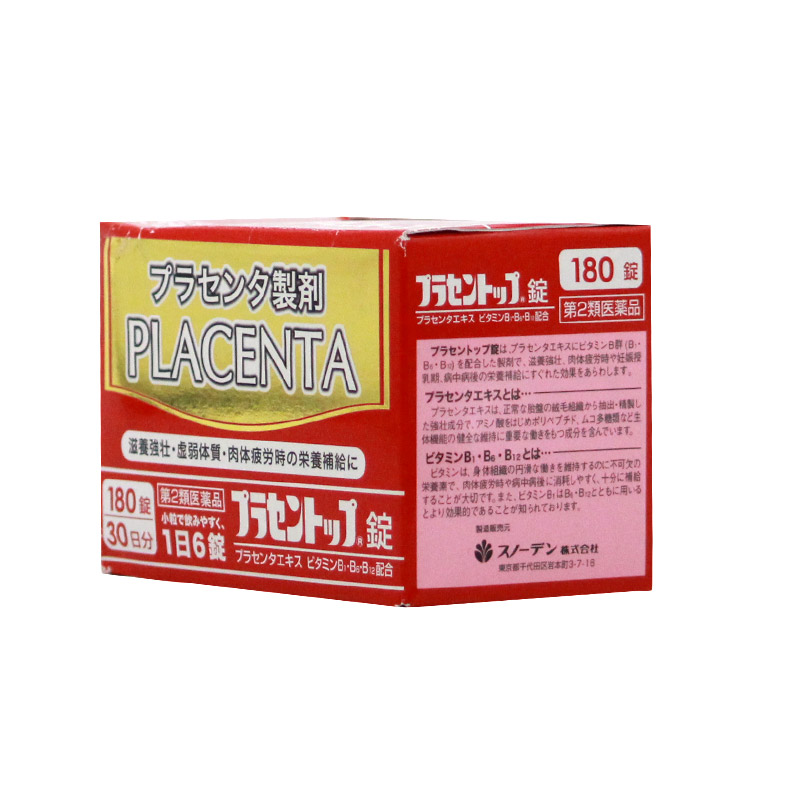 プラセンタ製剤
PLACENTA
滋養強壮・虚弱体質・肉体疲労時の栄養補給に
180錠
30日分
第2類医薬品
小粒で飲みやすく、
1日6錠
プラセントップ®錠
プラセンタエキス ビタミンB₁・B₆・B₁₂配合
プラセントップ®錠
プラセンタエキス ビタミンB₁・B₆・B₁₂配合
180 錠
第2類医薬品
プラセントップ錠は、プラセンタエキスにビタミンB群(B₁・
B₆・B₁₂)を配合した製剤で、滋養強壮、肉体疲労時や妊娠授
乳期、病中病後の栄養補給にすぐれた効果をあらわします。
プラセンタエキスとは…
プラセンタエキスは、正常な胎盤の絨毛組織から抽出・精製し
た強壮成分で、アミノ酸をはじめポリペプチド、ムコ多糖類など生
体機能の健全な維持に重要な働きをもつ成分を含んでいます。
ビタミンB₁・B₆・B₁₂とは…
ビタミンは、身体組織の円滑な働きを維持するのに不可欠の
栄養素で、肉体疲労時や病中病後に消耗しやすく、十分に補給
することが大切です。また、ビタミンB₁はB₆・B₁₂とともに用いる
とより効果的であることが知られております。
製造販売元
スノーデン株式会社
東京都千代田区岩本町3-7-16